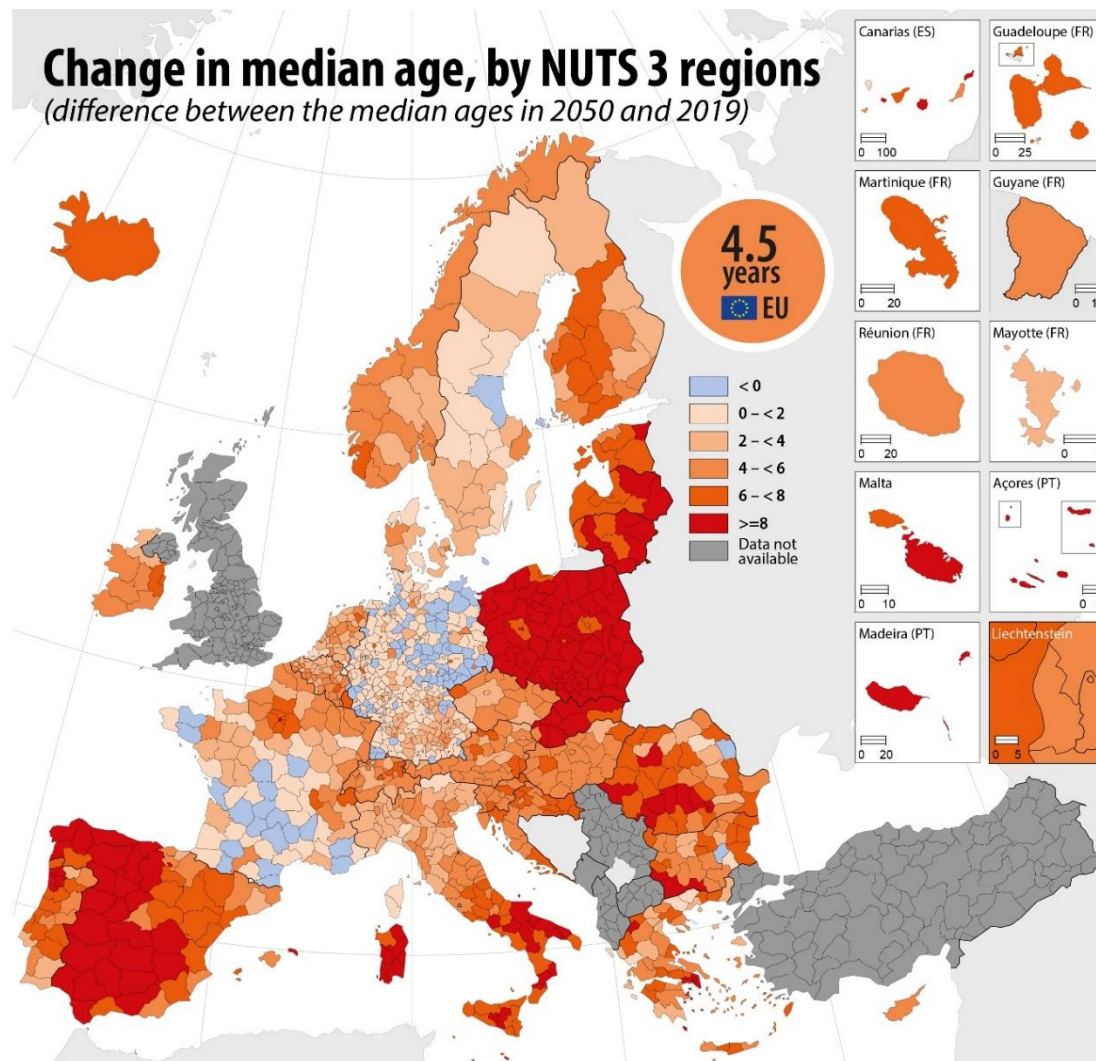 Change in median age, by NUTS 3 regions
(difference between the median ages in 2050 and 2019)
4.5
years
EU
< 0
0 – < 2
2 – < 4
4 – < 6
6 – < 8
>=8
Data not
available
Canarias (ES)
0 100
Guadeloupe (FR)
0 25
Martinique (FR)
0 20
Guyane (FR)
0
Réunion (FR)
0 20
Mayotte (FR)
0
Malta
0 10
Açores (PT)
0
Madeira (PT)
0 20
Liechtenstein
0 5